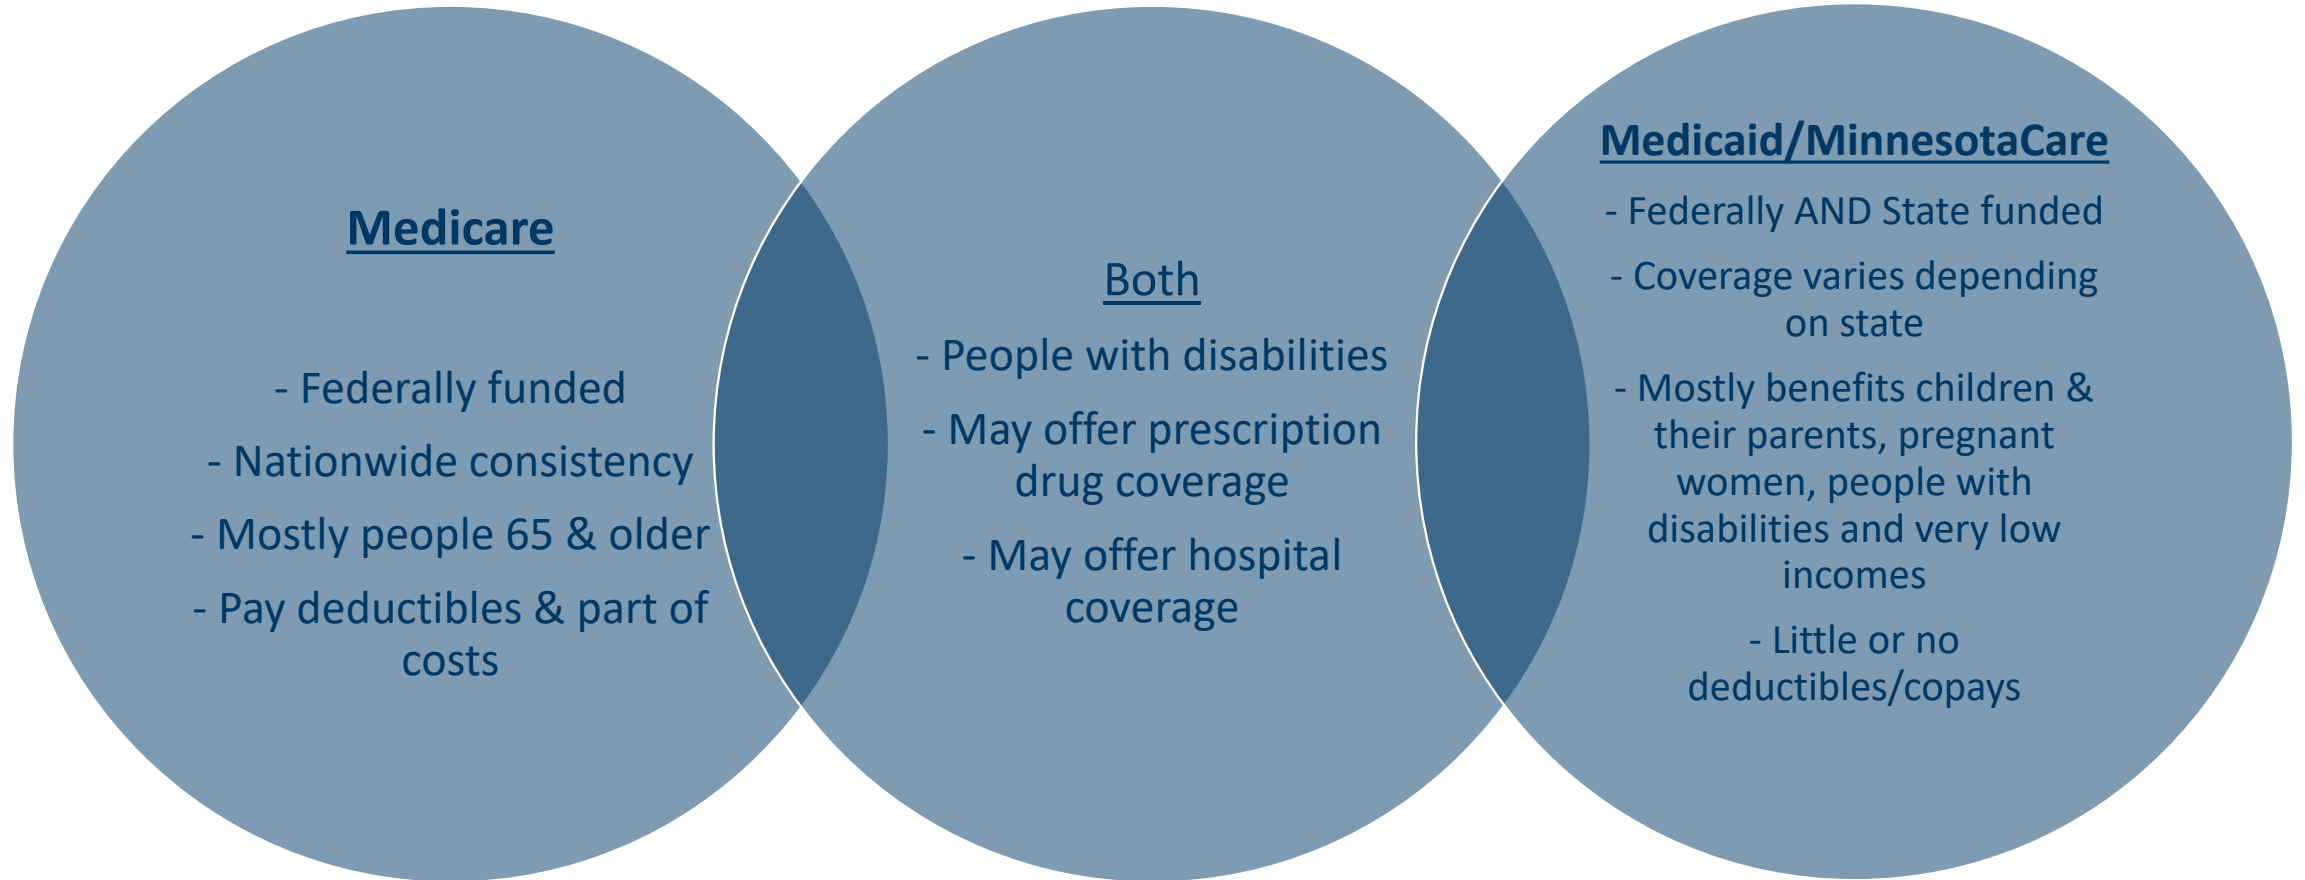 Medicare
- Federally funded
- Nationwide consistency
- Mostly people 65 & older
- Pay deductibles & part of
costs
Both
- People with disabilities
- May offer prescription
drug coverage
- May offer hospital
coverage
Medicaid/MinnesotaCare
- Federally AND State funded
- Coverage varies depending
on state
- Mostly benefits children &
their parents, pregnant
women, people with
disabilities and very low
incomes
- Little or no
deductibles/copays